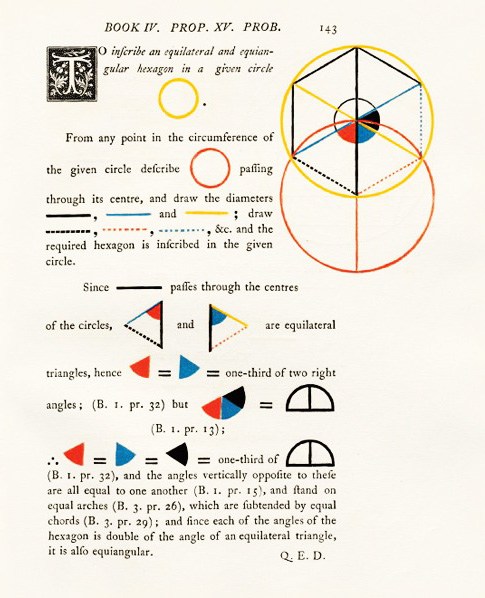 BOOK IV. PROP. XV. PROB. 143
TO inſcribe an equilateral and equian-
gular hexagon in a given circle
.
From any point in the circumference of
the given circle deſcribe paſſing
through its centre, and draw the diameters
, and ; draw
, , , &c. and the
required hexagon is inſcribed in the given
circle.
Since paſſes through the centres
of the circles, and are equilateral
triangles, hence = = one-third of two right
angles; (B. 1. pr. 32) but =
(B. 1. pr. 13);
∴ = = = one-third of
(B. 1. pr. 32), and the angles vertically oppoſite to theſe
are all equal to one another (B. 1. pr. 15), and ſtand on
equal arches (B. 3. pr. 26), which are ſubtended by equal
chords (B. 3. pr. 29); and ſince each of the angles of the
hexagon is double of the angle of an equilateral triangle,
it is alſo equiangular. Q. E. D.